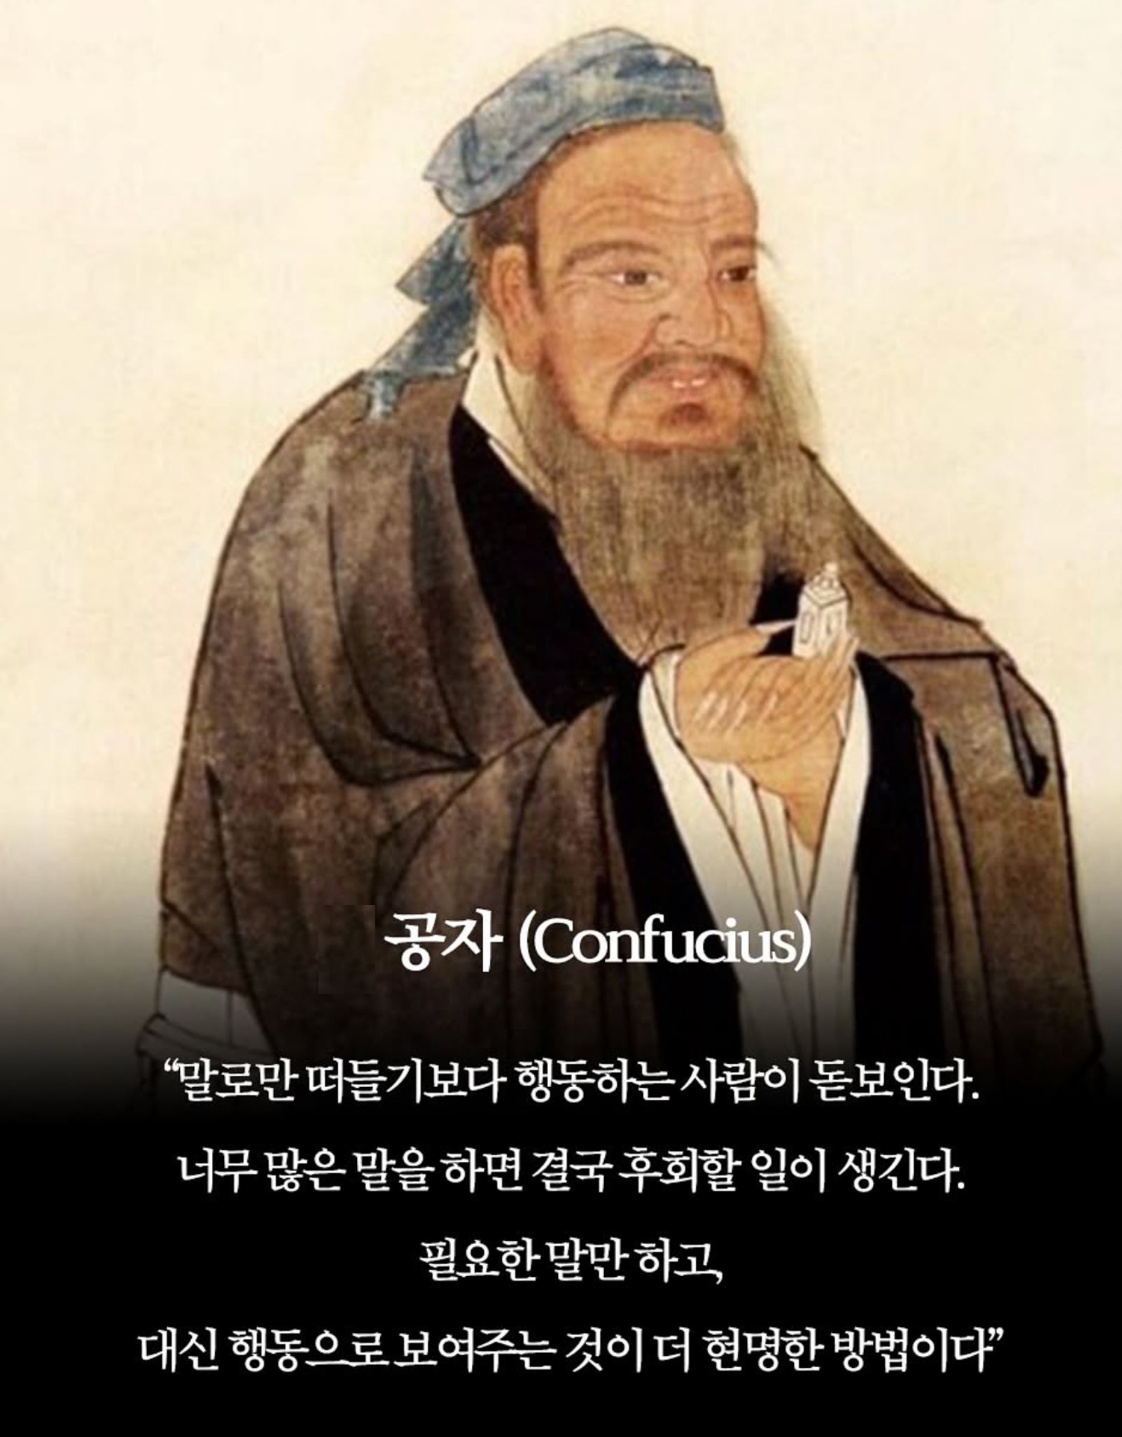 공자 (Confucius)
“말로만 떠들기보다 행동하는 사람이 돋보인다.
너무 많은 말을 하면 결국 후회할 일이 생긴다.
필요한 말만 하고,
대신 행동으로 보여주는 것이 더 현명한 방법이다”